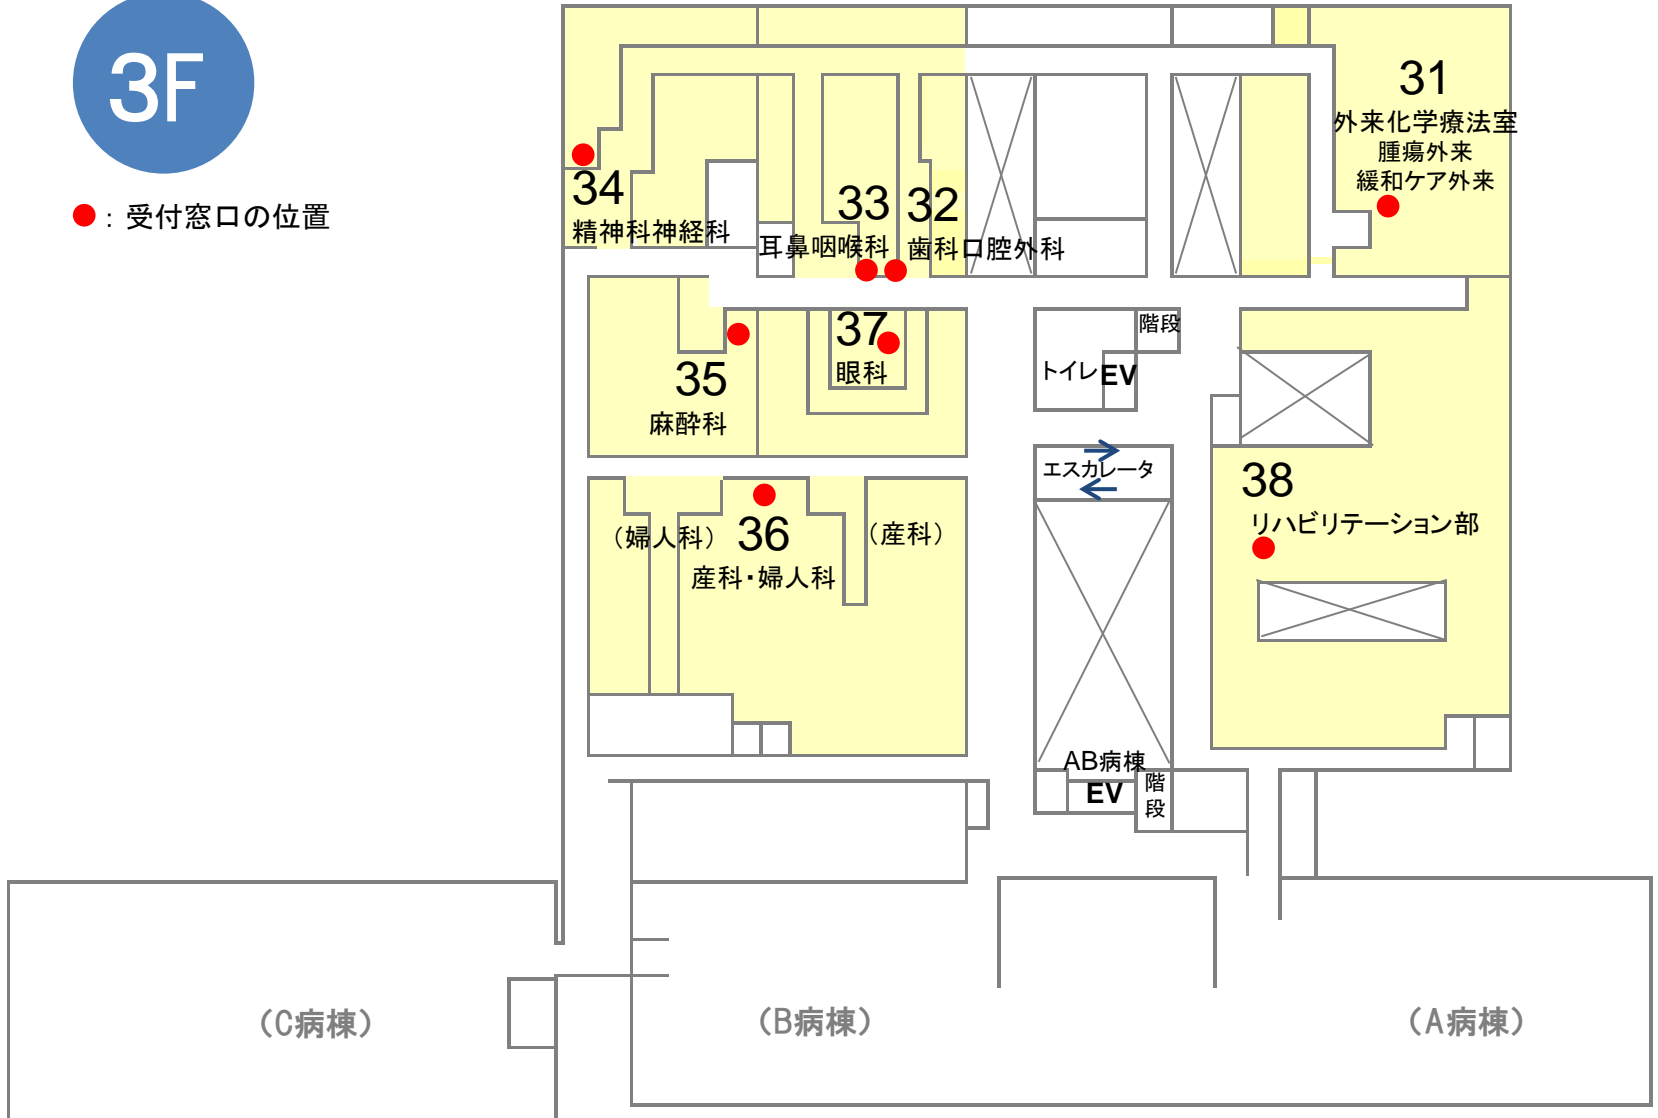 3F
：受付窓口の位置
31
外来化学療法室
腫瘍外来
緩和ケア外来
34
精神科神経科
33
耳鼻咽喉科
32
歯科口腔外科
35
麻酔科
37
眼科
階段
トイレ
EV
エスカレータ
（婦人科）
36
産科・婦人科
（産科）
38
リハビリテーション部
AB病棟
EV
階
段
（C病棟）
（B病棟）
（A病棟）